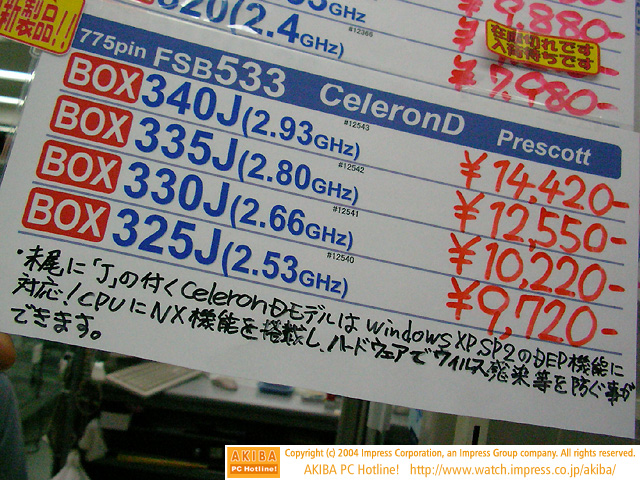 新製品!!
320(2.4GHz)
#12366
¥9,880-
在庫切れです
入荷待ちです
¥7,980-
775pin FSB533 CeleronD Prescott
BOX 340J(2.93GHz) #12543 ¥14,420-
BOX 335J(2.80GHz) #12542 ¥12,550-
BOX 330J(2.66GHz) #12541 ¥10,220-
BOX 325J(2.53GHz) #12540 ¥9,720-
・末尾に「J」の付くCeleronDモデルはWindowsXPSP2のDEP機能に
対応!CPUにNX機能を搭載し、ハードウェアでウィルス感染等を防ぐ事が
できます。
AKIBA
PC Hotline!
Copyright (c) 2004 Impress Corporation, an Impress Group company. All rights reserved.
AKIBA PC Hotline! http://www.watch.impress.co.jp/akiba/